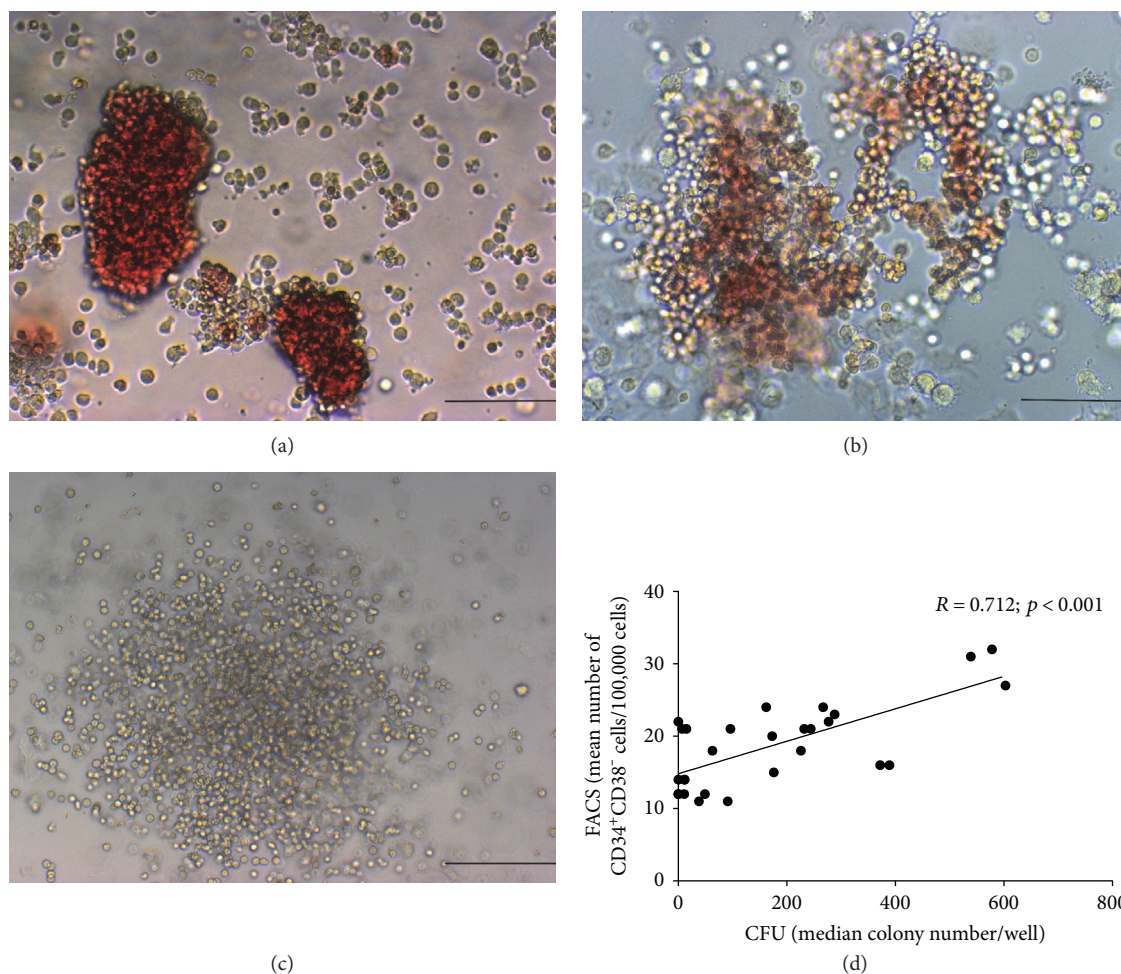 (a)
(b)
(c)
FACS (mean number of
CD34⁺CD38⁻ cells/100,000 cells)
40
30
20
10
0
R = 0.712; p < 0.001
0 200 400 600 800
CFU (median colony number/well)
(d)